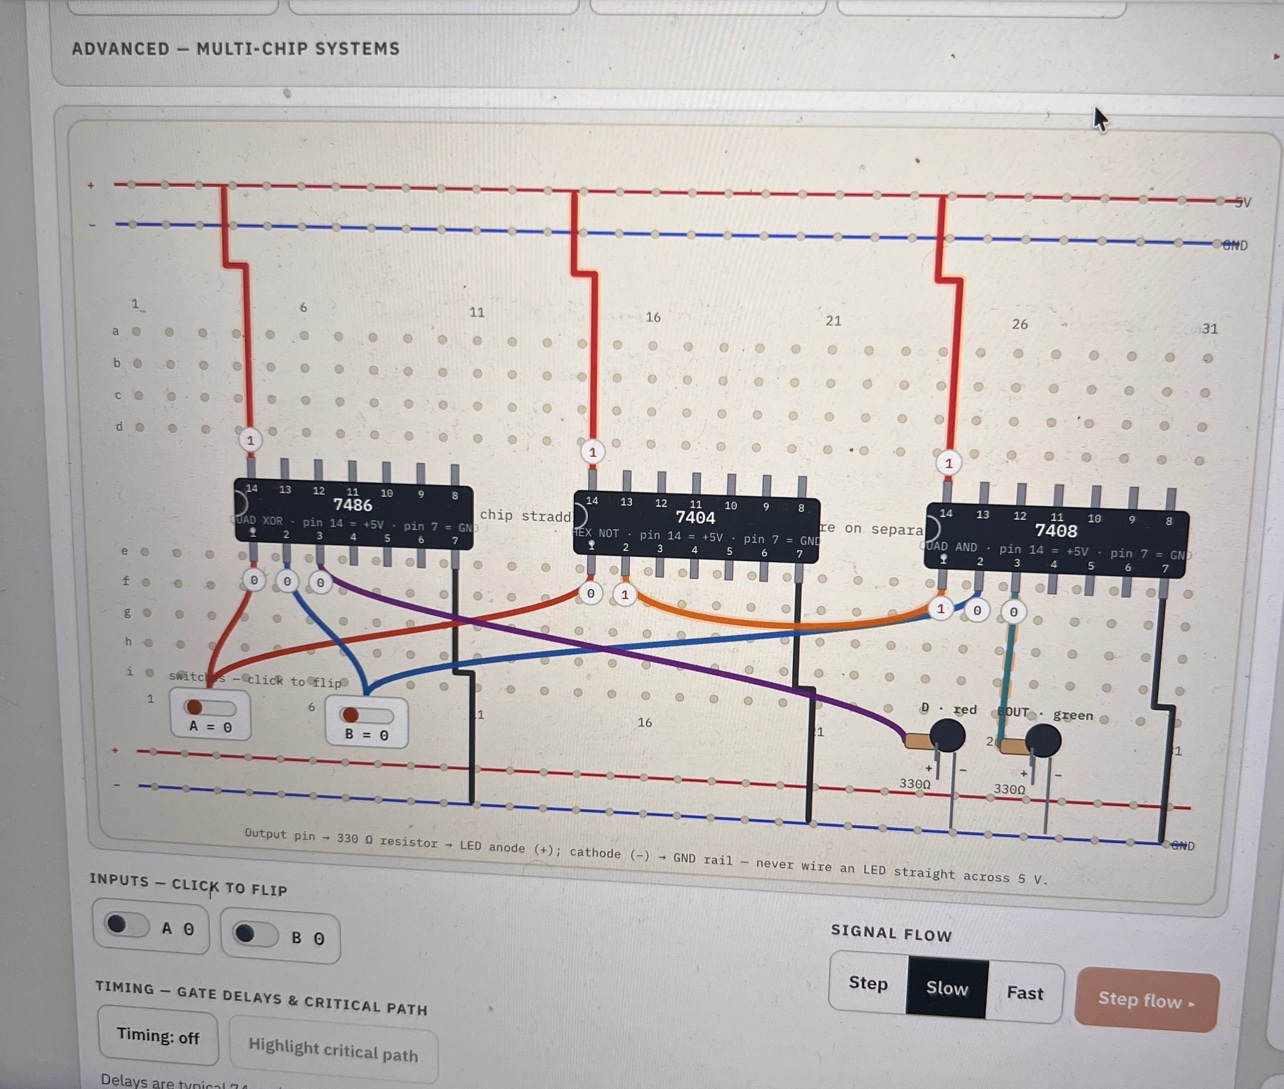 ADVANCED — MULTI-CHIP SYSTEMS
+ 5V
− GND
1 6 11 16 21 26 31
a
b
c
d
1 1 1
14 13 12 11 10 9 8
7486
QUAD XOR · pin 14 = +5V · pin 7 = GND
1 2 3 4 5 6 7
chip stradd
14 13 12 11 10 9 8
7404
HEX NOT · pin 14 = +5V · pin 7 = GND
1 2 3 4 5 6 7
re on separa
14 13 12 11 10 9 8
7408
QUAD AND · pin 14 = +5V · pin 7 = GND
1 2 3 4 5 6 7
e
f
g
h
i
0 0 0 0 1 1 0 0
switches — click to flip
1 6 16
A = 0
B = 0
D · red
BOUT · green
+ −
330Ω
+ −
330Ω
+
− GND
Output pin → 330 Ω resistor → LED anode (+); cathode (−) → GND rail — never wire an LED straight across 5 V.
INPUTS — CLICK TO FLIP
A 0
B 0
SIGNAL FLOW
Step
Slow
Fast
Step flow ▸
TIMING — GATE DELAYS & CRITICAL PATH
Timing: off
Highlight critical path
Delays are typical